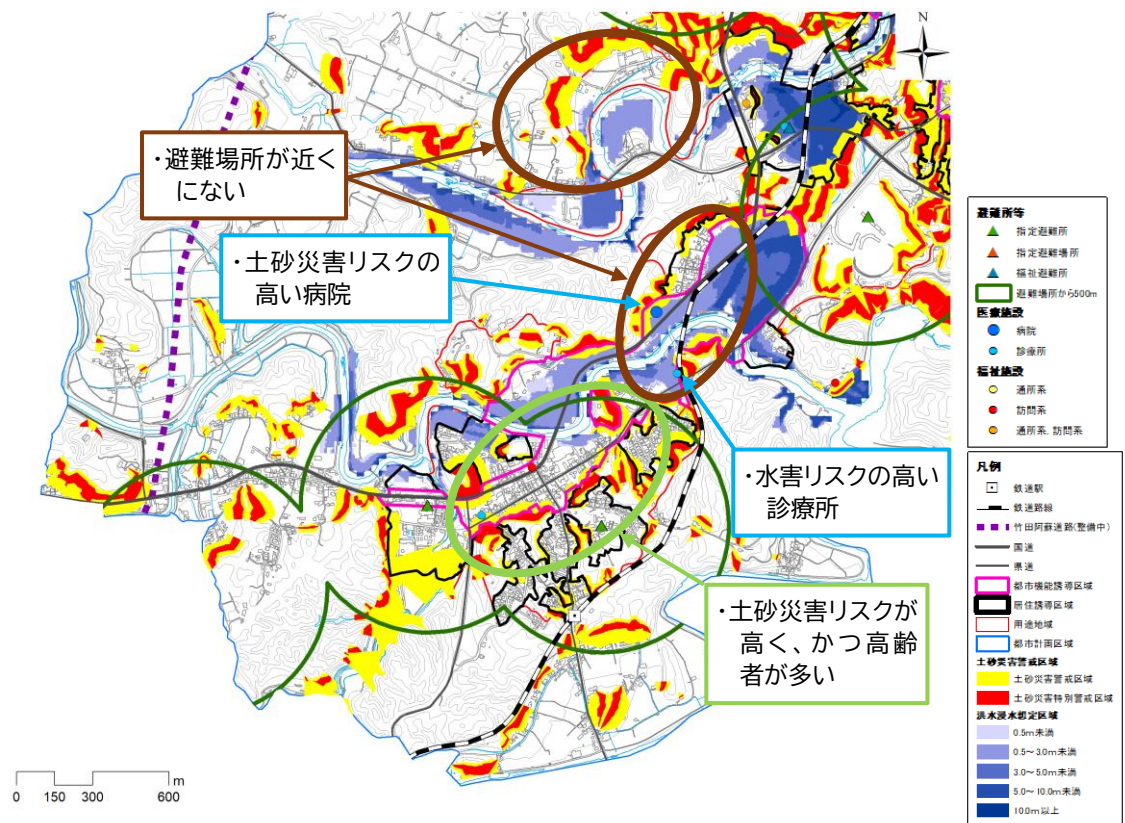 N
・避難場所が近く
にない
・土砂災害リスクの
高い病院
・水害リスクの高い
診療所
・土砂災害リスクが
高く、かつ高齢
者が多い
0 150 300 600
m
避難所等
指定避難所
指定避難場所
福祉避難所
避難場所から500m
医療施設
病院
診療所
福祉施設
通所系
訪問系
通所系, 訪問系
凡例
鉄道駅
鉄道路線
竹田阿蘇道路(整備中)
国道
県道
都市機能誘導区域
居住誘導区域
用途地域
都市計画区域
土砂災害警戒区域
土砂災害警戒区域
土砂災害特別警戒区域
洪水浸水想定区域
0.5m未満
0.5～3.0m未満
3.0～5.0m未満
5.0～10.0m未満
10.0m以上